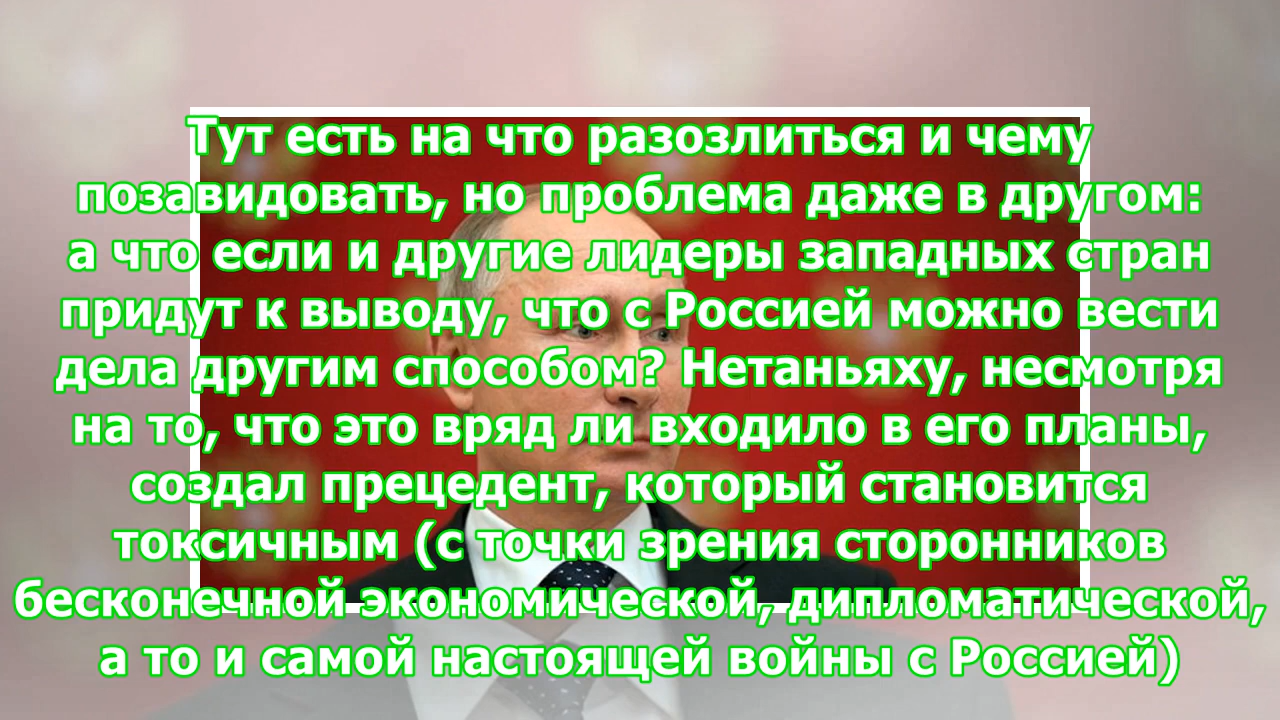 Тут есть на что разозлиться и чему
позавидовать, но проблема даже в другом:
а что если и другие лидеры западных стран
придут к выводу, что с Россией можно вести
дела другим способом? Нетаньяху, несмотря
на то, что это вряд ли входило в его планы,
создал прецедент, который становится
токсичным (с точки зрения сторонников
бесконечной экономической, дипломатической,
а то и самой настоящей войны с Россией)